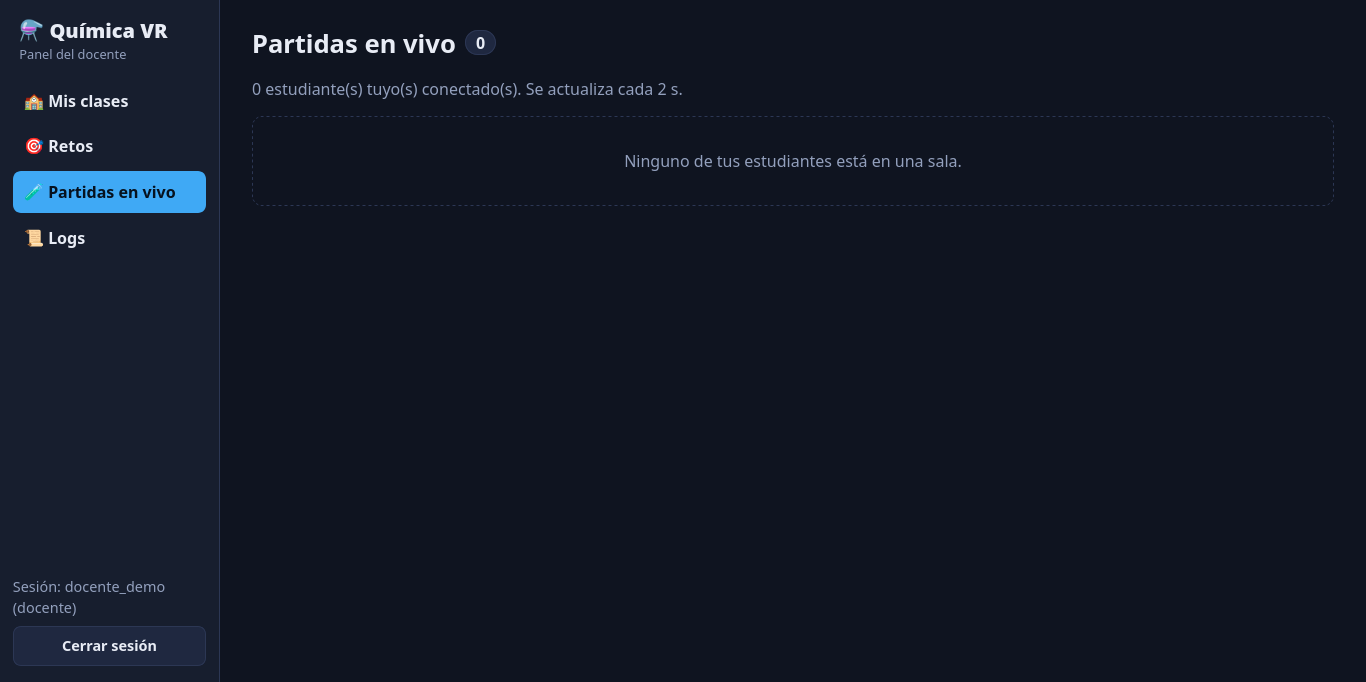 Química VR
Panel del docente
Mis clases
Retos
Partidas en vivo
Logs
Sesión: docente_demo
(docente)
Cerrar sesión
Partidas en vivo 0
0 estudiante(s) tuyo(s) conectado(s). Se actualiza cada 2 s.
Ninguno de tus estudiantes está en una sala.